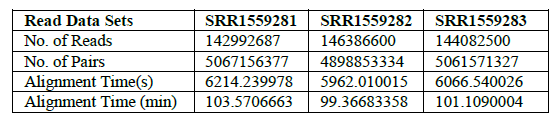 Read Data Sets SRR1559281 SRR1559282 SRR1559283
No. of Reads 142992687 146386600 144082500
No. of Pairs 5067156377 4898853334 5061571327
Alignment Time(s) 6214.239978 5962.010015 6066.540026
Alignment Time (min) 103.5706663 99.36683358 101.1090004